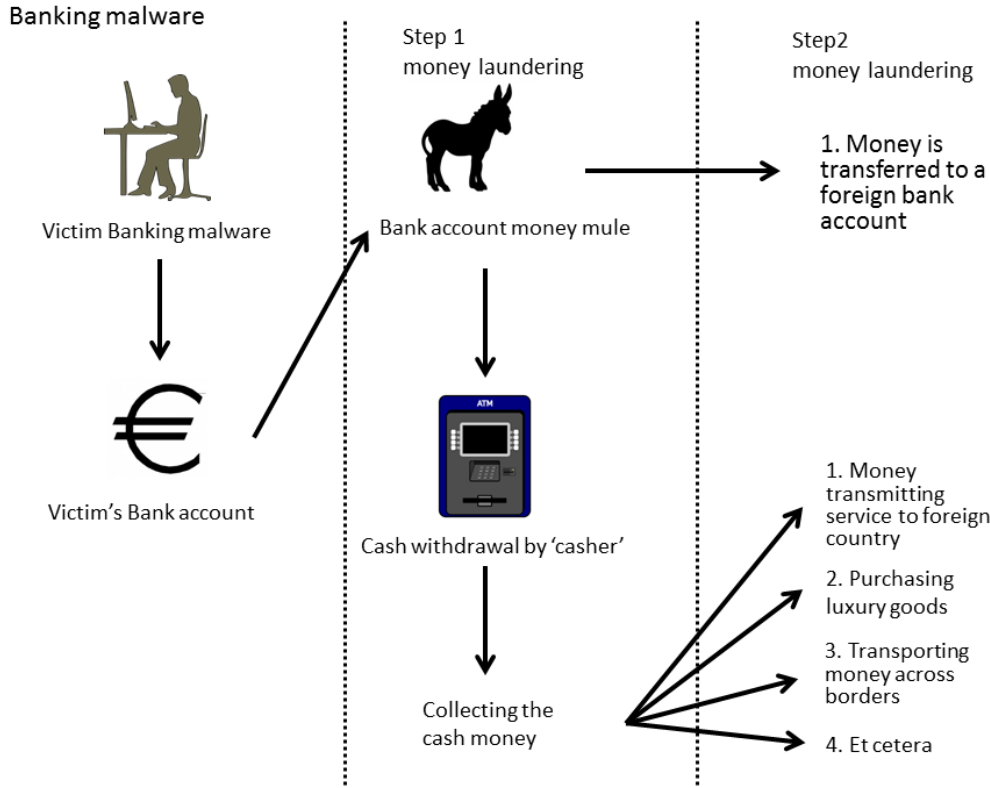 Banking malware
Victim Banking malware
Victim's Bank account
Step 1
money laundering
Bank account money mule
ATM
Cash withdrawal by ‘casher’
Collecting the
cash money
Step2
money laundering
1. Money is
transferred to a
foreign bank
account
1. Money
transmitting
service to foreign
country
2. Purchasing
luxury goods
3. Transporting
money across
borders
4. Et cetera